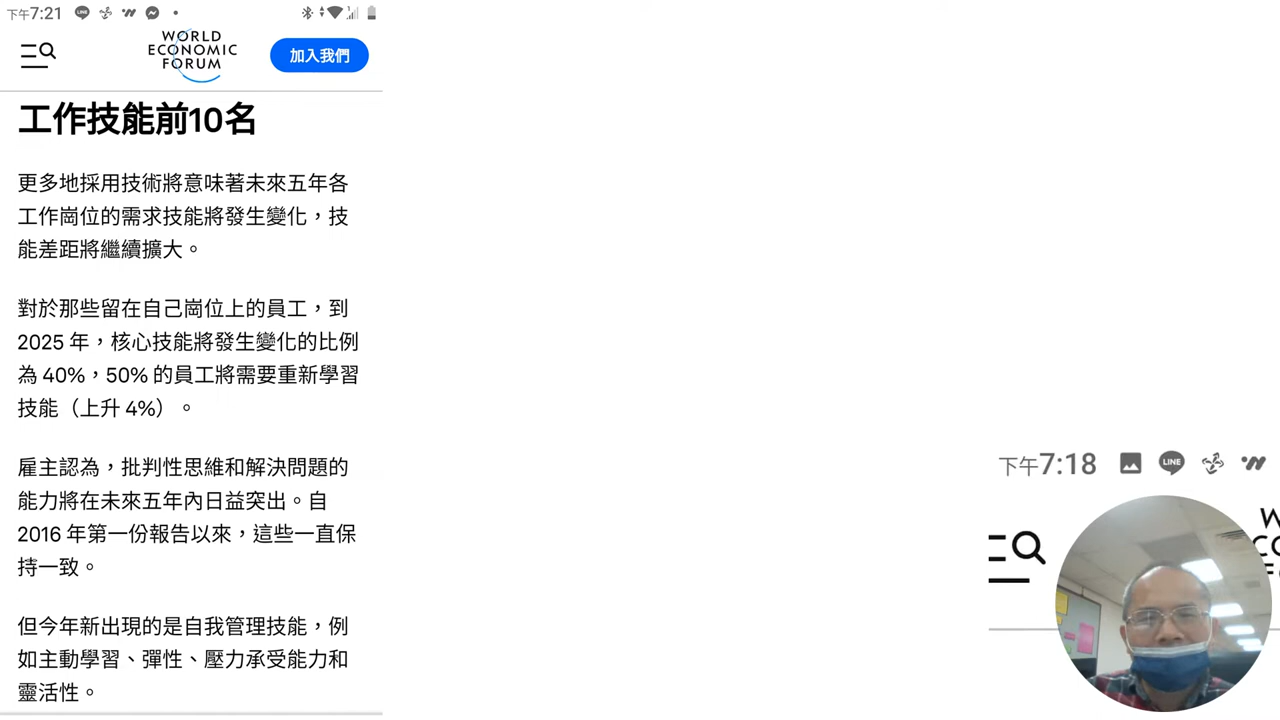 下午7:21
WORLD
ECONOMIC
FORUM
加入我們
工作技能前10名
更多地採用技術將意味著未來五年各
工作崗位的需求技能將發生變化，技
能差距將繼續擴大。
對於那些留在自己崗位上的員工，到
2025 年，核心技能將發生變化的比例
為 40%，50% 的員工將需要重新學習
技能（上升 4%）。
雇主認為，批判性思維和解決問題的
能力將在未來五年內日益突出。自
2016 年第一份報告以來，這些一直保
持一致。
但今年新出現的是自我管理技能，例
如主動學習、彈性、壓力承受能力和
靈活性。
下午7:18
LINE